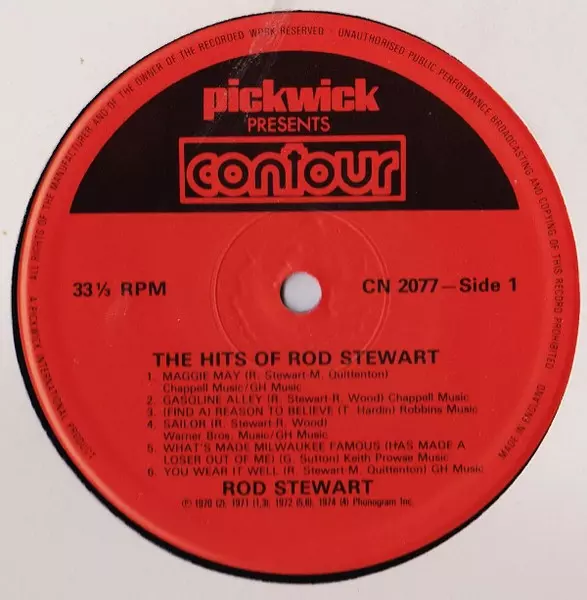 ALL RIGHTS OF THE MANUFACTURER AND OF THE OWNER OF THE RECORDED WORK RESERVED · UNAUTHORISED PUBLIC PERFORMANCE BROADCASTING AND COPYING OF THIS RECORD PROHIBITED
pickwick
PRESENTS
contour
33⅓ RPM
CN 2077 – Side 1
THE HITS OF ROD STEWART
1. MAGGIE MAY (R. Stewart-M. Quittenton)
Chappell Music/GH Music
2. GASOLINE ALLEY (R. Stewart-R. Wood) Chappell Music
3. (FIND A) REASON TO BELIEVE (T. Hardin) Robbins Music
4. SAILOR (R. Stewart-R. Wood)
Warner Bros. Music/GH Music
5. WHAT'S MADE MILWAUKEE FAMOUS (HAS MADE A
LOSER OUT OF ME) (G. Sutton) Keith Prowse Music
6. YOU WEAR IT WELL (R. Stewart-M. Quittenton) GH Music
ROD STEWART
℗ 1970 (2), 1971 (1,3), 1972 (5,6), 1974 (4) Phonogram Inc.
A PICKWICK INTERNATIONAL PRODUCT
MADE IN ENGLAND